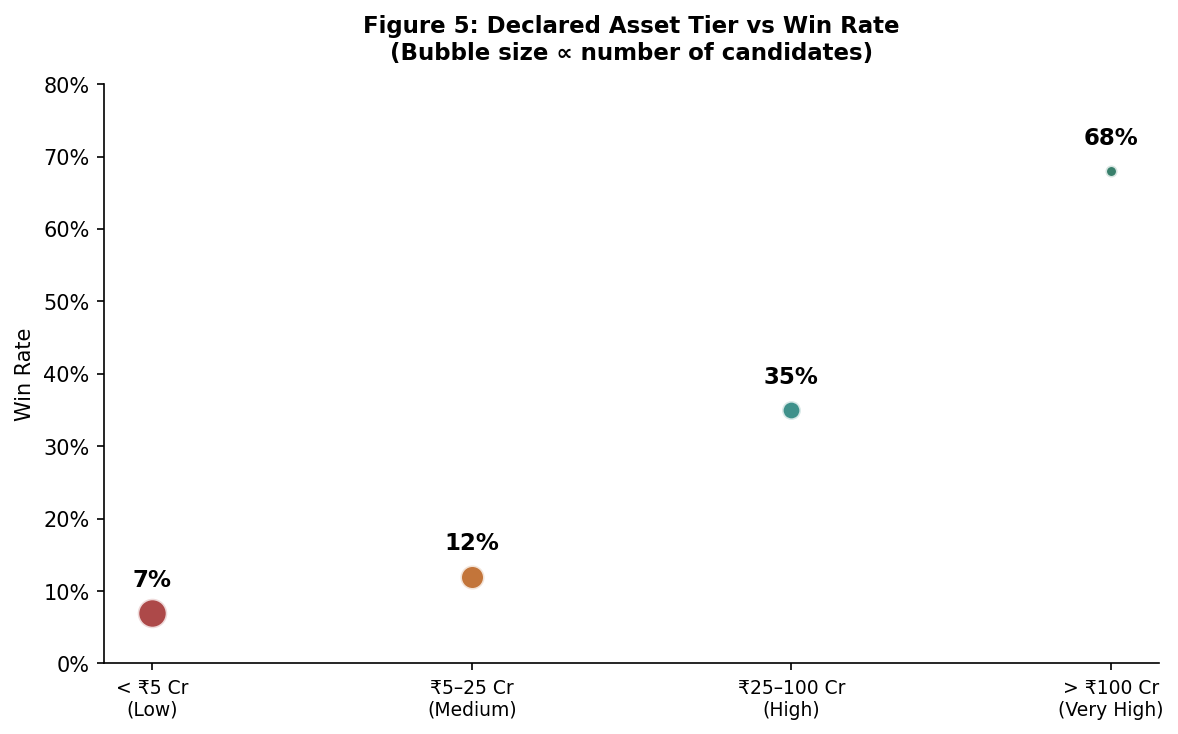 Figure 5: Declared Asset Tier vs Win Rate
(Bubble size ∝ number of candidates)
Win Rate
80%
70%
60%
50%
40%
30%
20%
10%
0%
68%
35%
12%
7%
< ₹5 Cr
(Low)
₹5–25 Cr
(Medium)
₹25–100 Cr
(High)
> ₹100 Cr
(Very High)